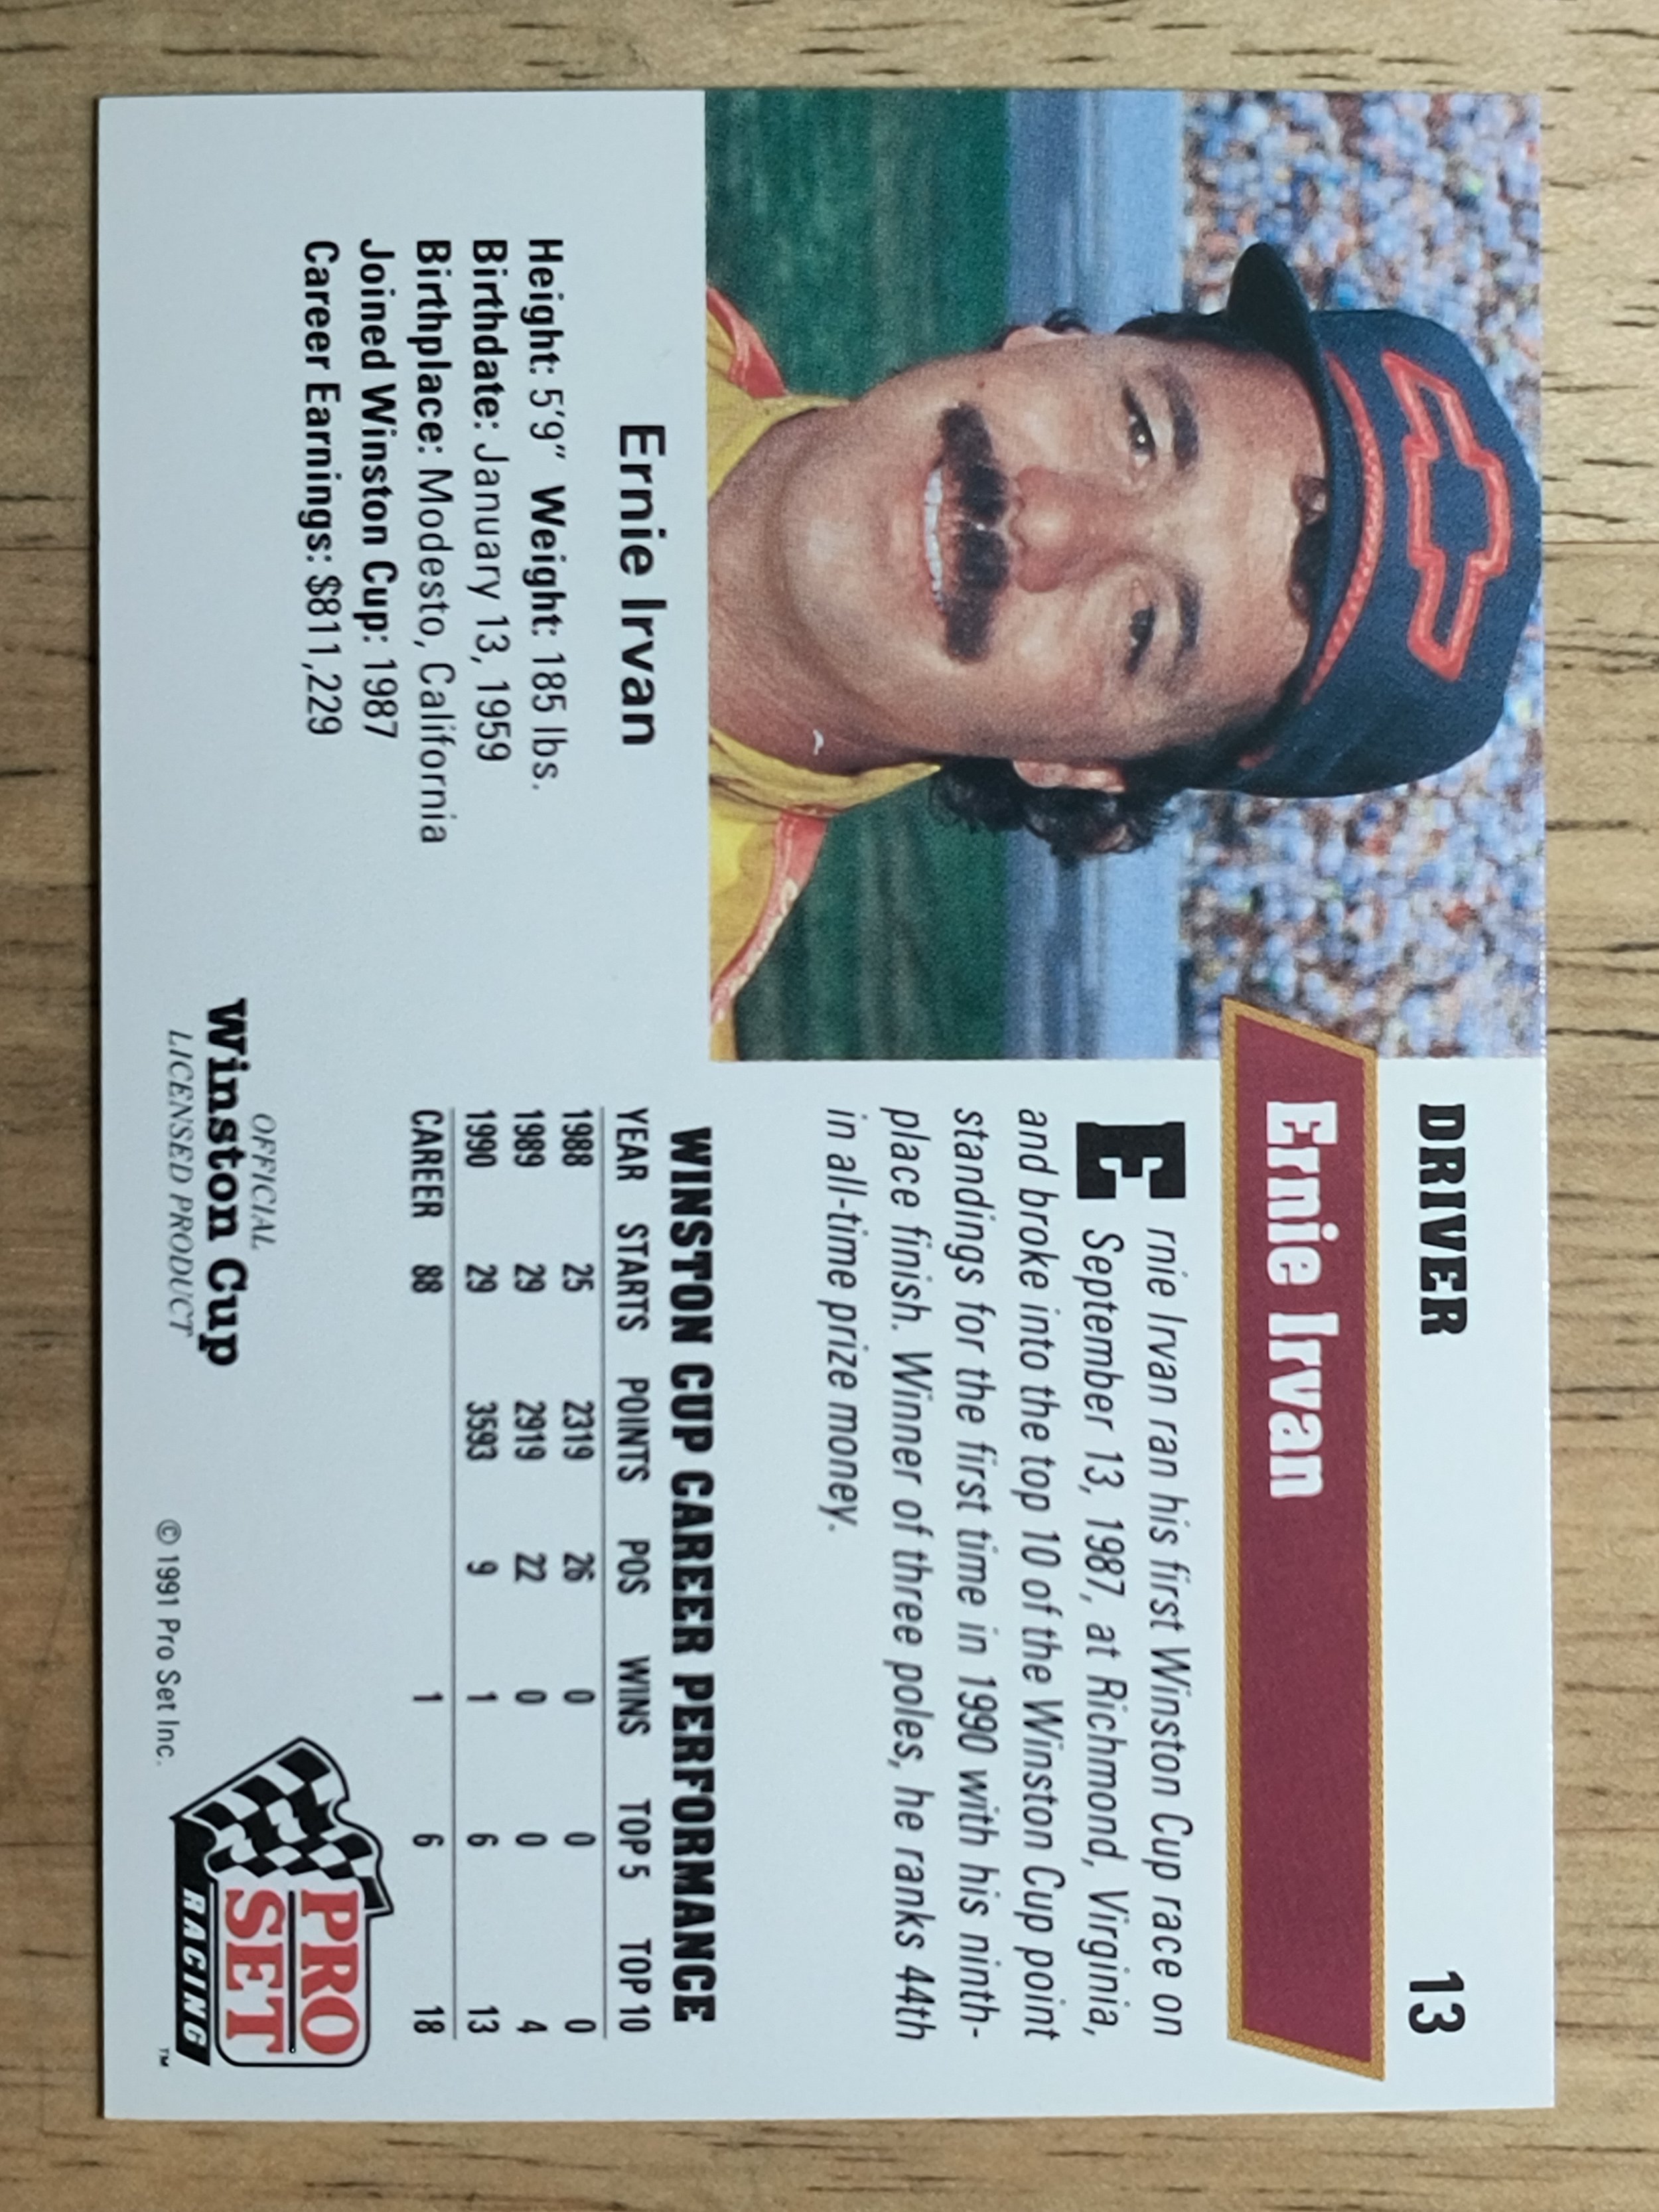 DRIVER 13
Ernie Irvan
Ernie Irvan ran his first Winston Cup race on
September 13, 1987, at Richmond, Virginia,
and broke into the top 10 of the Winston Cup point
standings for the first time in 1990 with his ninth-
place finish. Winner of three poles, he ranks 44th
in all-time prize money.
Ernie Irvan
Height: 5'9" Weight: 185 lbs.
Birthdate: January 13, 1959
Birthplace: Modesto, California
Joined Winston Cup: 1987
Career Earnings: $811,229
WINSTON CUP CAREER PERFORMANCE
YEAR STARTS POINTS POS WINS TOP 5 TOP 10
1988 25 2319 26 0 0 0
1989 29 2919 22 0 0 4
1990 29 3593 9 1 6 13
CAREER 88 1 6 18
OFFICIAL
Winston Cup
LICENSED PRODUCT
© 1991 Pro Set Inc.
PRO
SET
RACING
™